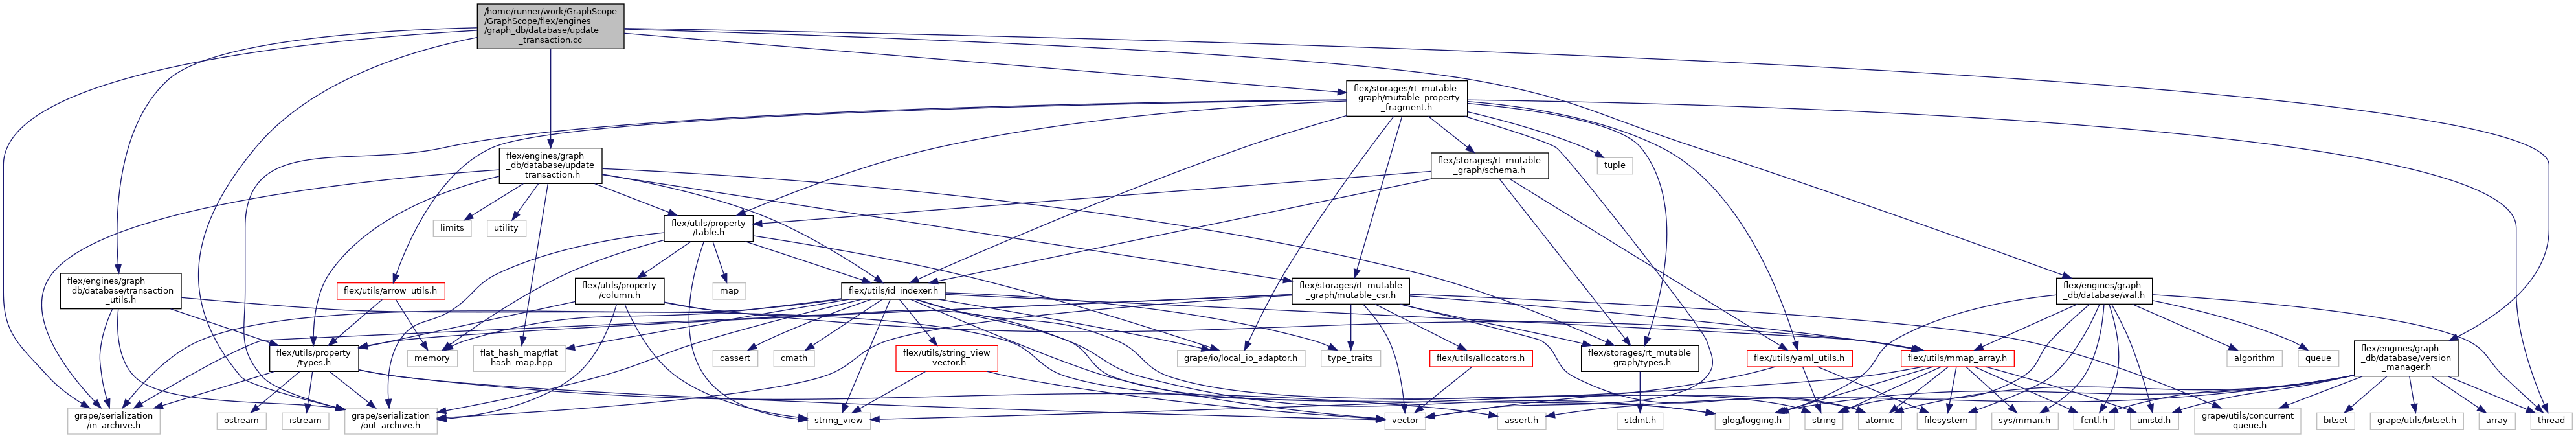 /home/runner/work/GraphScope
/GraphScope/flex/engines
/graph_db/database/update
_transaction.cc
flex/storages/rt_mutable
_graph/mutable_property
_fragment.h
flex/engines/graph
_db/database/update
_transaction.h
flex/storages/rt_mutable
_graph/schema.h
tuple
limits
utility
flex/utils/property
/table.h
flex/engines/graph
_db/database/transaction
_utils.h
flex/utils/arrow_utils.h
flex/utils/property
/column.h
map
flex/utils/id_indexer.h
flex/storages/rt_mutable
_graph/mutable_csr.h
flex/engines/graph
_db/database/wal.h
flex/utils/property
/types.h
memory
flat_hash_map/flat
_hash_map.hpp
cassert
cmath
flex/utils/string_view
_vector.h
grape/io/local_io_adaptor.h
type_traits
flex/utils/allocators.h
flex/storages/rt_mutable
_graph/types.h
flex/utils/yaml_utils.h
flex/utils/mmap_array.h
algorithm
queue
flex/engines/graph
_db/database/version
_manager.h
grape/serialization
/in_archive.h
ostream
istream
grape/serialization
/out_archive.h
string_view
vector
assert.h
stdint.h
glog/logging.h
string
atomic
filesystem
sys/mman.h
fcntl.h
unistd.h
grape/utils/concurrent
_queue.h
bitset
grape/utils/bitset.h
array
thread